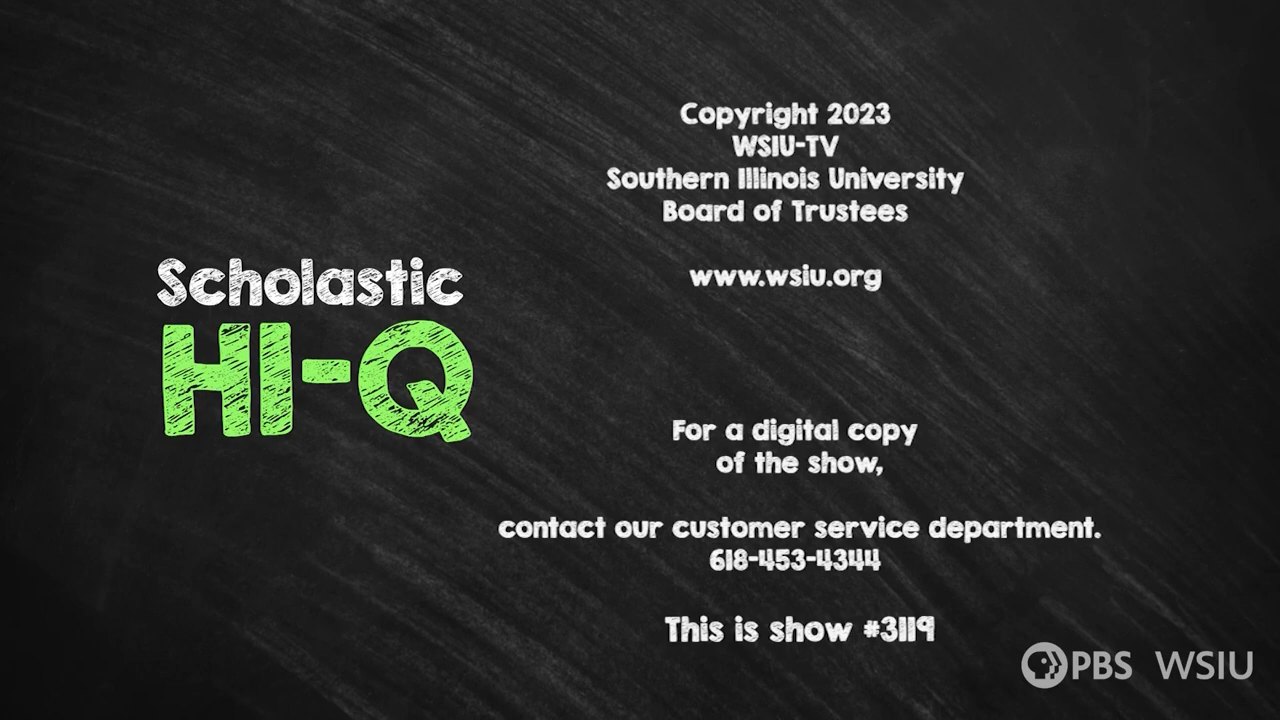 Scholastic
HI-Q
Copyright 2023
WSIU-TV
Southern Illinois University
Board of Trustees
www.wsiu.org
For a digital copy
of the show,
contact our customer service department.
618-453-4344
This is show #3119
PBS WSIU